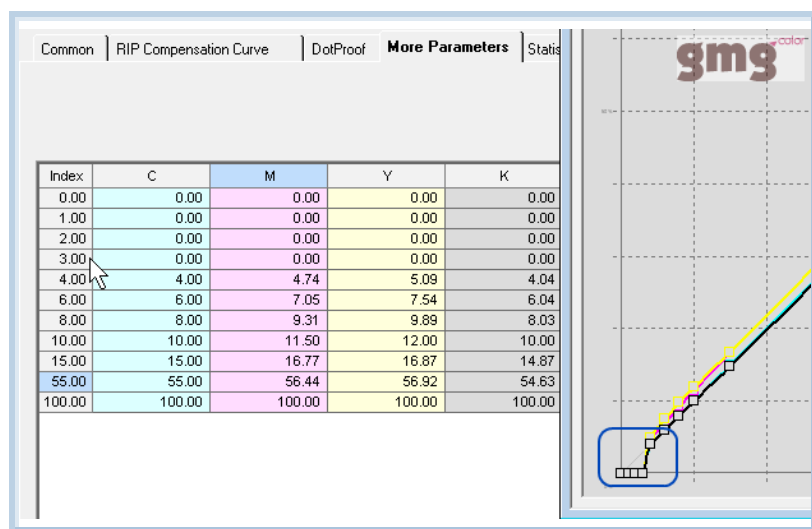 Common RIP Compensation Curve DotProof More Parameters Statis
gmg color
Index C M Y K
0.00 0.00 0.00 0.00 0.00
1.00 0.00 0.00 0.00 0.00
2.00 0.00 0.00 0.00 0.00
3.00 0.00 0.00 0.00 0.00
4.00 4.00 4.74 5.09 4.04
6.00 6.00 7.05 7.54 6.04
8.00 8.00 9.31 9.89 8.03
10.00 10.00 11.50 12.00 10.00
15.00 15.00 16.77 16.87 14.87
55.00 55.00 56.44 56.92 54.63
100.00 100.00 100.00 100.00 100.00